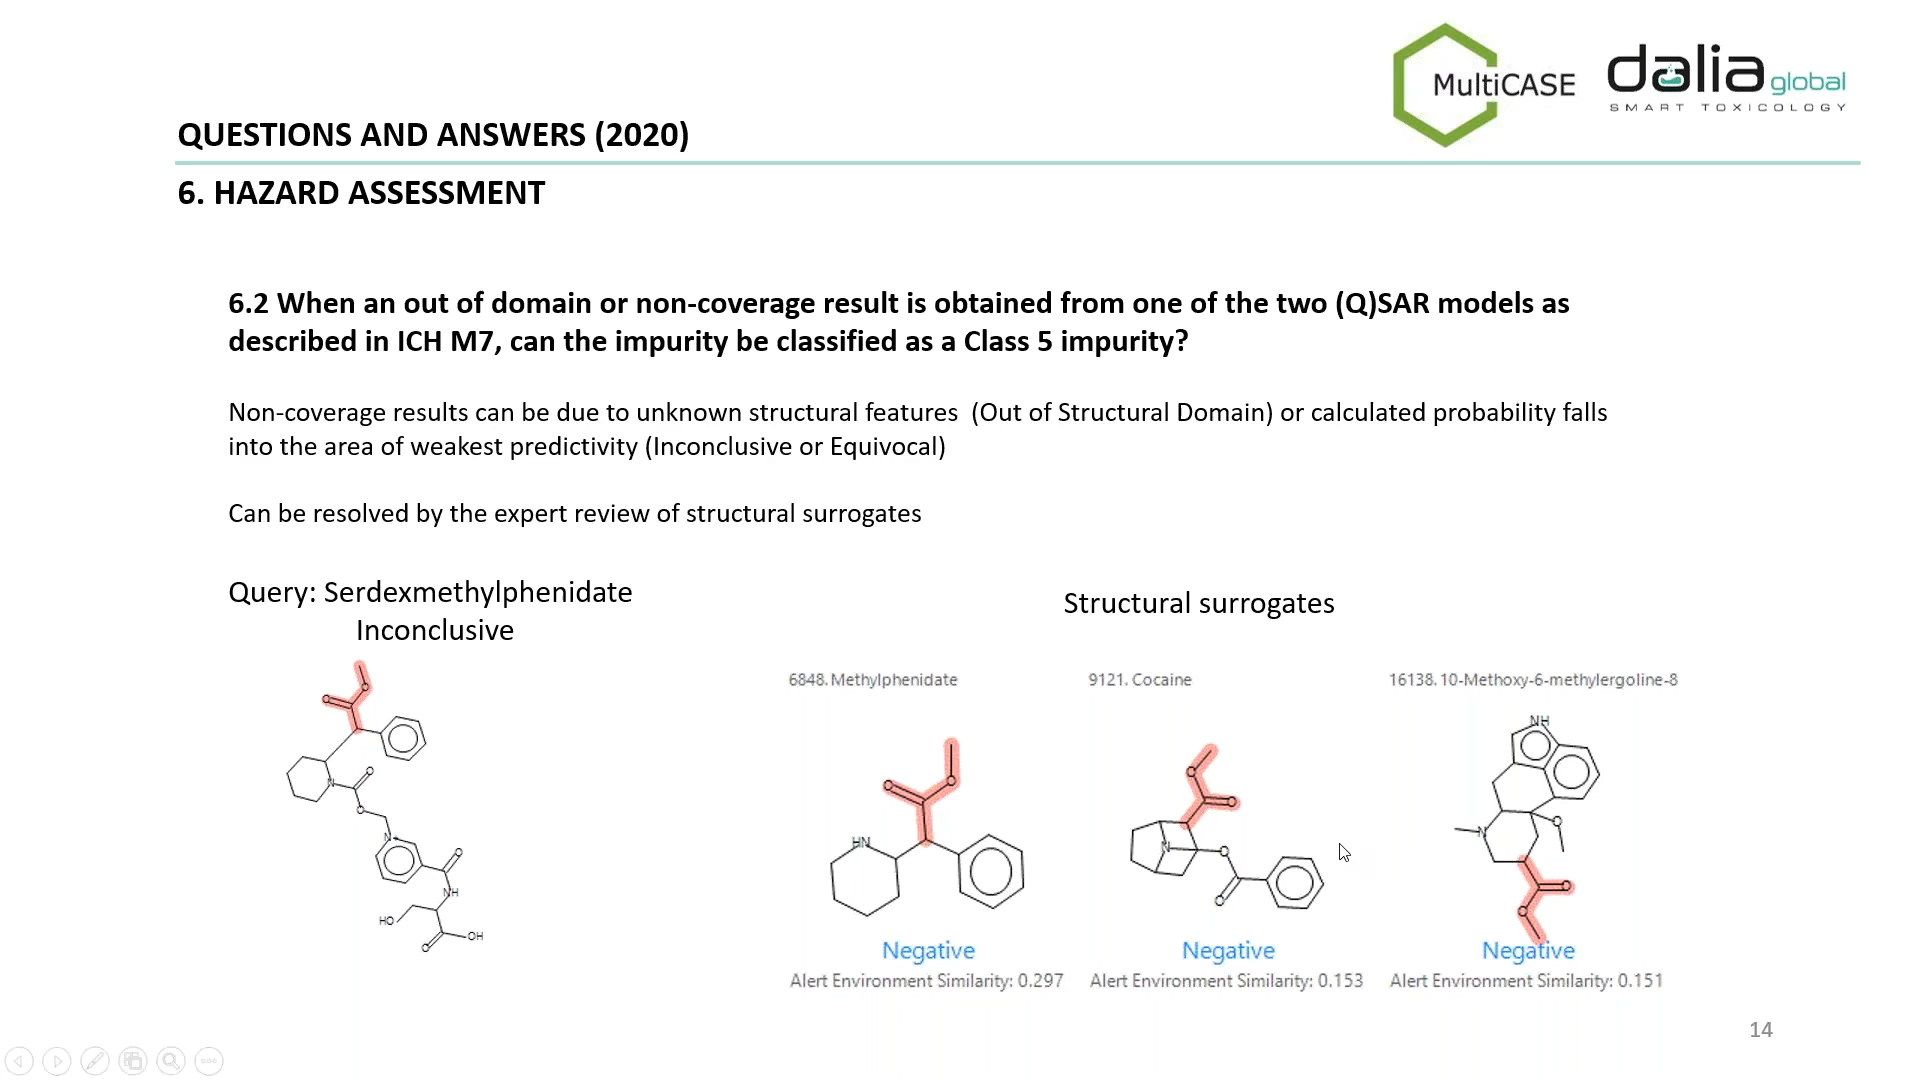 MultiCASE
dalia global
SMART TOXICOLOGY
QUESTIONS AND ANSWERS (2020)
6. HAZARD ASSESSMENT
6.2 When an out of domain or non-coverage result is obtained from one of the two (Q)SAR models as
described in ICH M7, can the impurity be classified as a Class 5 impurity?
Non-coverage results can be due to unknown structural features (Out of Structural Domain) or calculated probability falls
into the area of weakest predictivity (Inconclusive or Equivocal)
Can be resolved by the expert review of structural surrogates
Query: Serdexmethylphenidate
Inconclusive
Structural surrogates
6848. Methylphenidate
9121. Cocaine
16138. 10-Methoxy-6-methylergoline-8
O
O
N
O
O
N+
O
NH
HO
OH
O
O
O
HN
O
O
N
O
O
NH
N
O
O
O
Negative
Negative
Negative
Alert Environment Similarity: 0.297
Alert Environment Similarity: 0.153
Alert Environment Similarity: 0.151
14